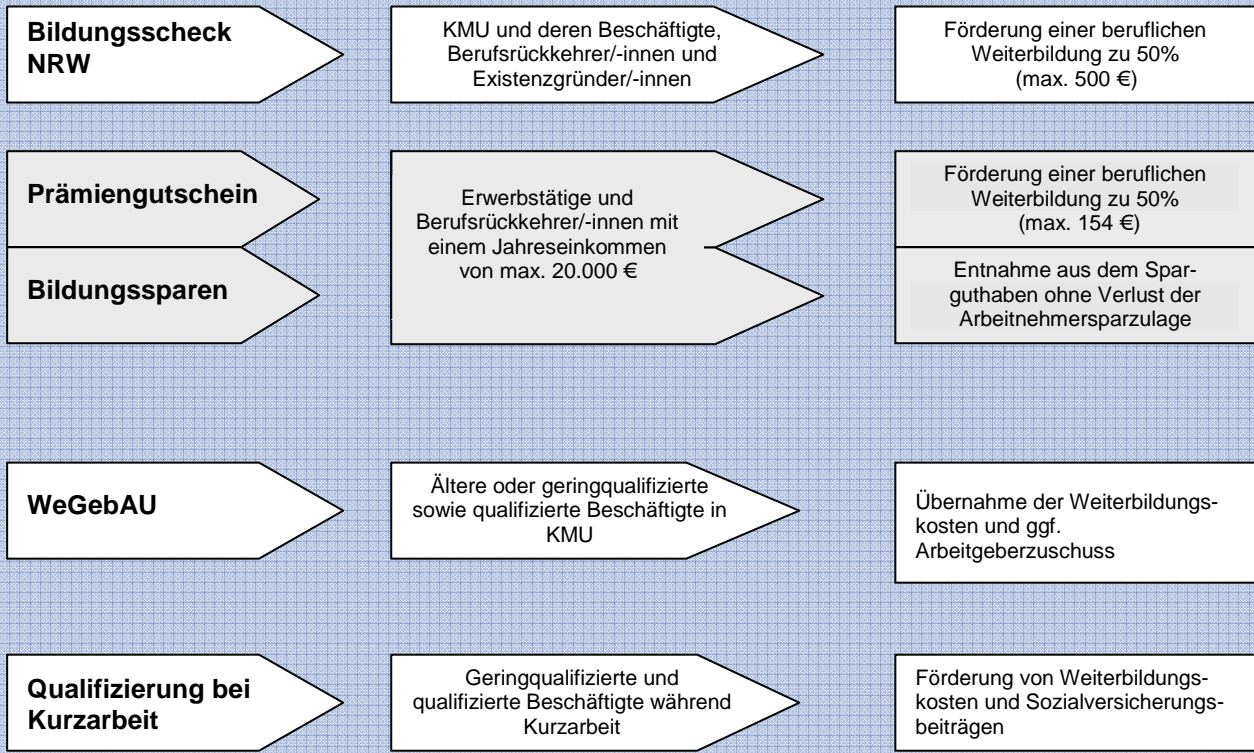 Bildungsscheck
NRW
KMU und deren Beschäftigte,
Berufsrückkehrer/-innen und
Existenzgründer/-innen
Förderung einer beruflichen
Weiterbildung zu 50%
(max. 500 €)
Prämiengutschein
Bildungssparen
Erwerbstätige und
Berufsrückkehrer/-innen mit
einem Jahreseinkommen
von max. 20.000 €
Förderung einer beruflichen
Weiterbildung zu 50%
(max. 154 €)
Entnahme aus dem Spar-
guthaben ohne Verlust der
Arbeitnehmersparzulage
WeGebAU
Ältere oder geringqualifizierte
sowie qualifizierte Beschäftigte in
KMU
Übernahme der Weiterbildungs-
kosten und ggf.
Arbeitgeberzuschuss
Qualifizierung bei
Kurzarbeit
Geringqualifizierte und
qualifizierte Beschäftigte während
Kurzarbeit
Förderung von Weiterbildungs-
kosten und Sozialversicherungs-
beiträgen